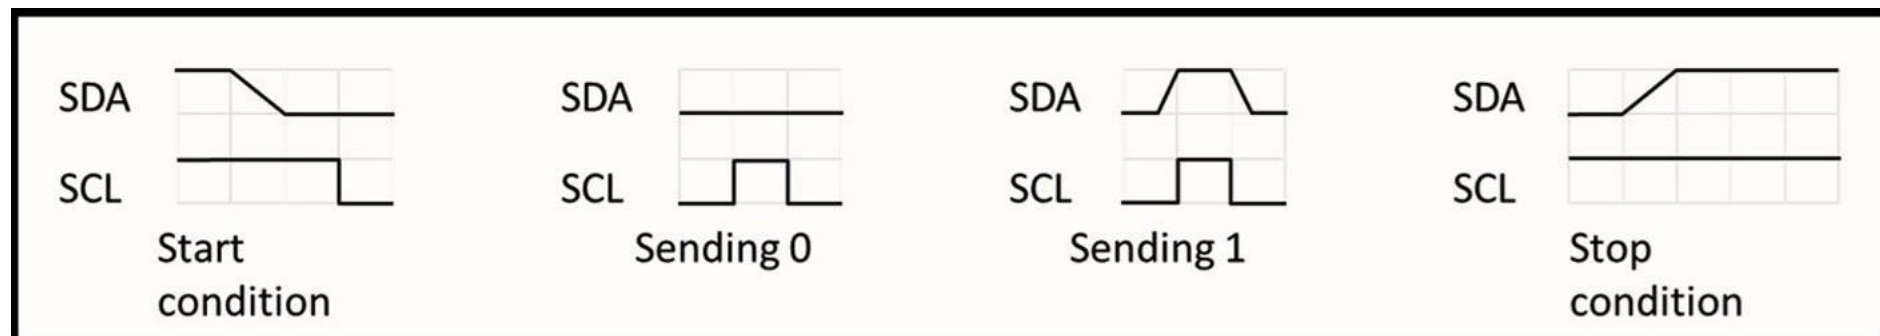 SDA
SCL
Start
condition
SDA
SCL
Sending 0
SDA
SCL
Sending 1
SDA
SCL
Stop
condition